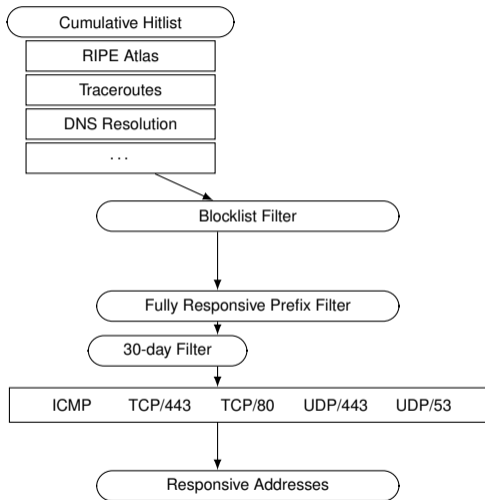 Cumulative Hitlist
RIPE Atlas
Traceroutes
DNS Resolution
...
Blocklist Filter
Fully Responsive Prefix Filter
30-day Filter
ICMP TCP/443 TCP/80 UDP/443 UDP/53
Responsive Addresses